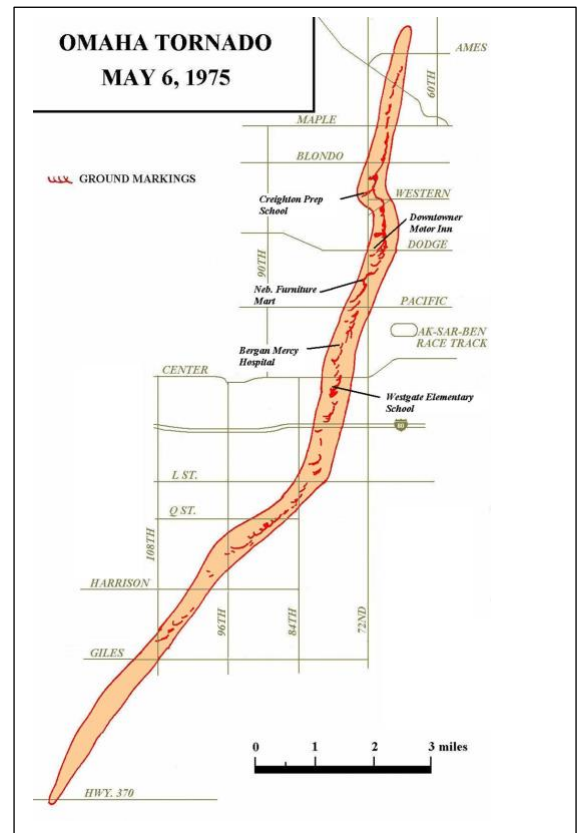 OMAHA TORNADO
MAY 6, 1975
AMES
60TH
MAPLE
BLONDO
GROUND MARKINGS
WESTERN
Creighton Prep
School
Downtowner
Motor Inn
DODGE
90TH
Neb. Furniture
Mart
PACIFIC
AK-SAR-BEN
RACE TRACK
Bergan Mercy
Hospital
CENTER
Westgate Elementary
School
80
L ST.
Q ST.
108TH
HARRISON
96TH
84TH
72ND
GILES
0 1 2 3 miles
HWY. 370